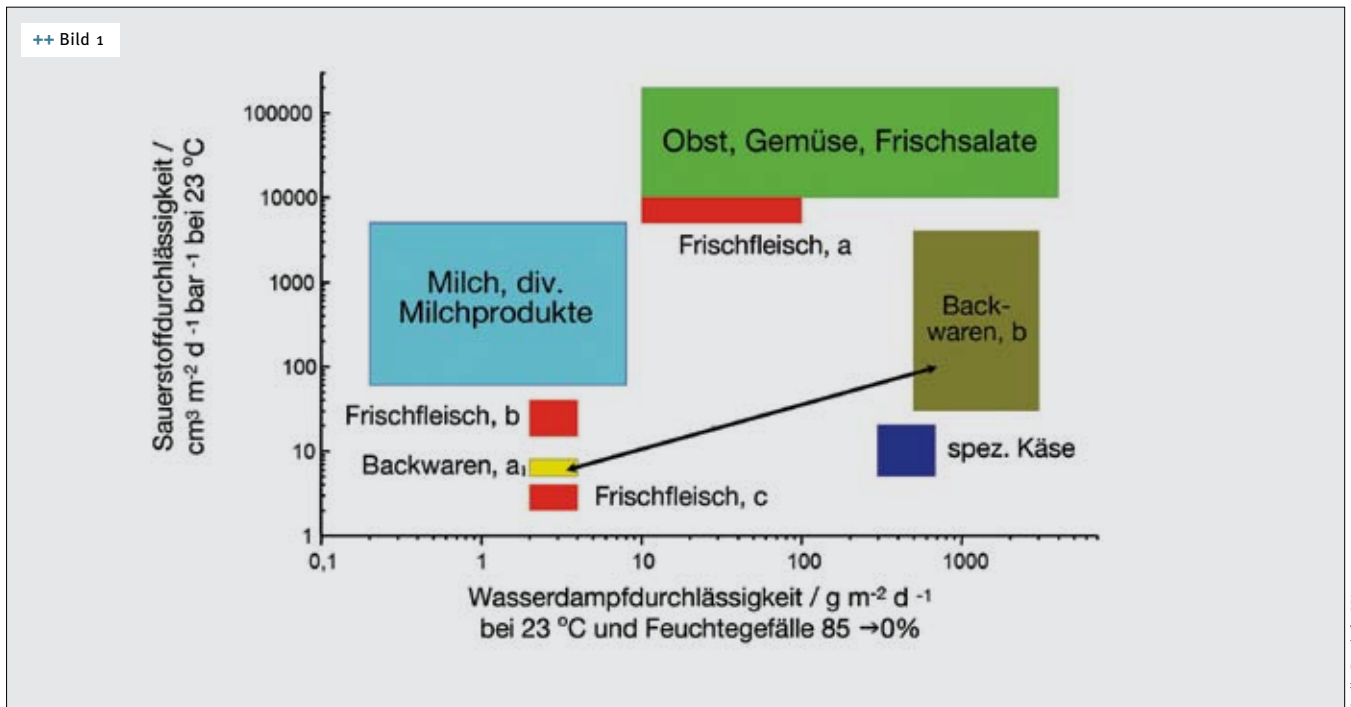 ++ Bild 1
Sauerstoffdurchlässigkeit /
cm³ m⁻² d ⁻¹ bar ⁻¹ bei 23 °C
100000
10000
1000
100
10
1
Obst, Gemüse, Frischsalate
Frischfleisch, a
Milch, div.
Milchprodukte
Back-
waren, b
Frischfleisch, b
Backwaren, a
spez. Käse
Frischfleisch, c
0,1
1
10
100
1000
Wasserdampfdurchlässigkeit / g m⁻² d ⁻¹
bei 23 °C und Feuchtegefälle 85 →0%